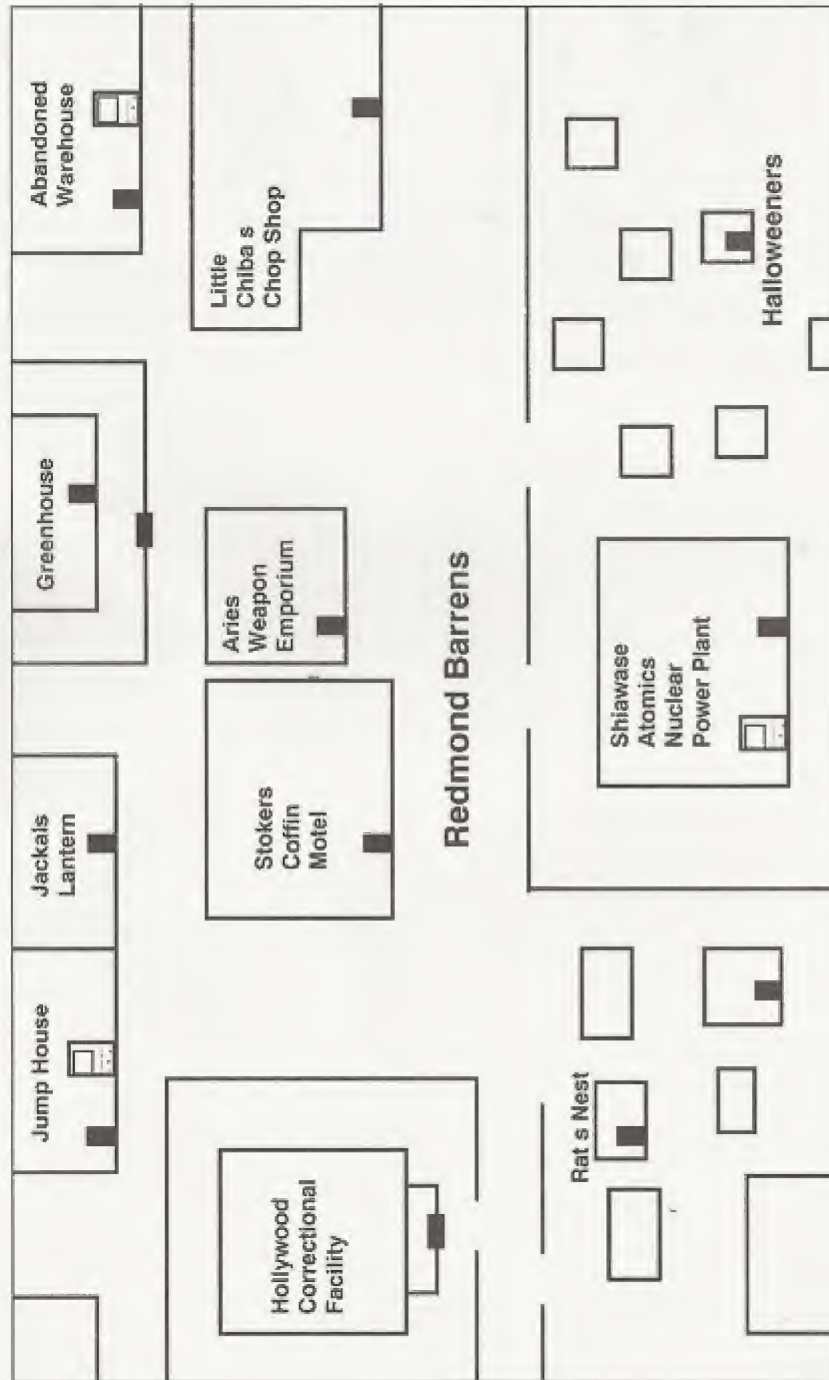 Jump House
Jackals
Lantern
Greenhouse
Abandoned
Warehouse
Hollywood
Correctional
Facility
Stokers
Coffin
Motel
Aries
Weapon
Emporium
Little
Chiba s
Chop Shop
Redmond Barrens
Rat s Nest
Shiawase
Atomics
Nuclear
Power Plant
Halloweeners